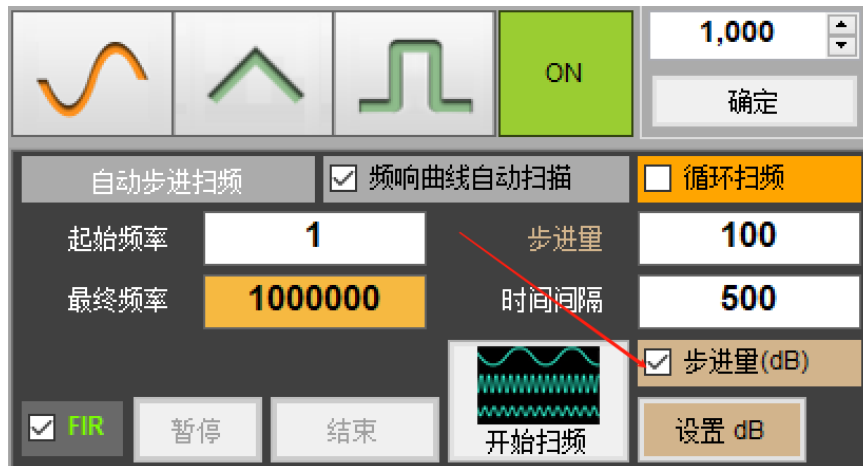 1,000
ON
确定
自动步进扫频 频响曲线自动扫描 循环扫频
起始频率 1 步进量 100
最终频率 1000000 时间间隔 500
步进量(dB)
FIR 暂停 结束 开始扫频 设置 dB